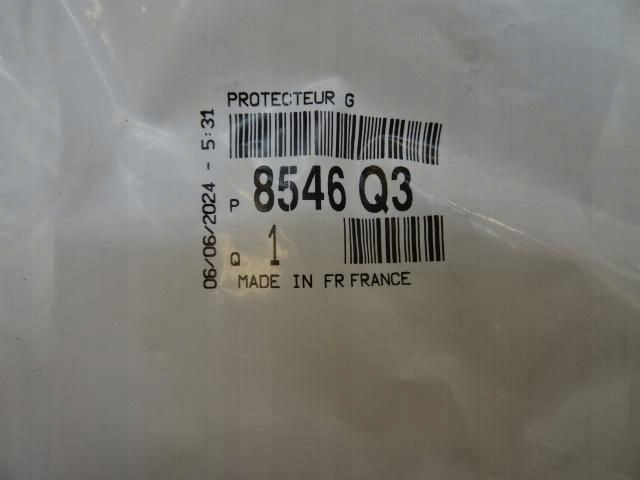 PROTECTEUR G
P 8546 Q3
Q 1
MADE IN FR FRANCE
06/06/2024 - 5:31